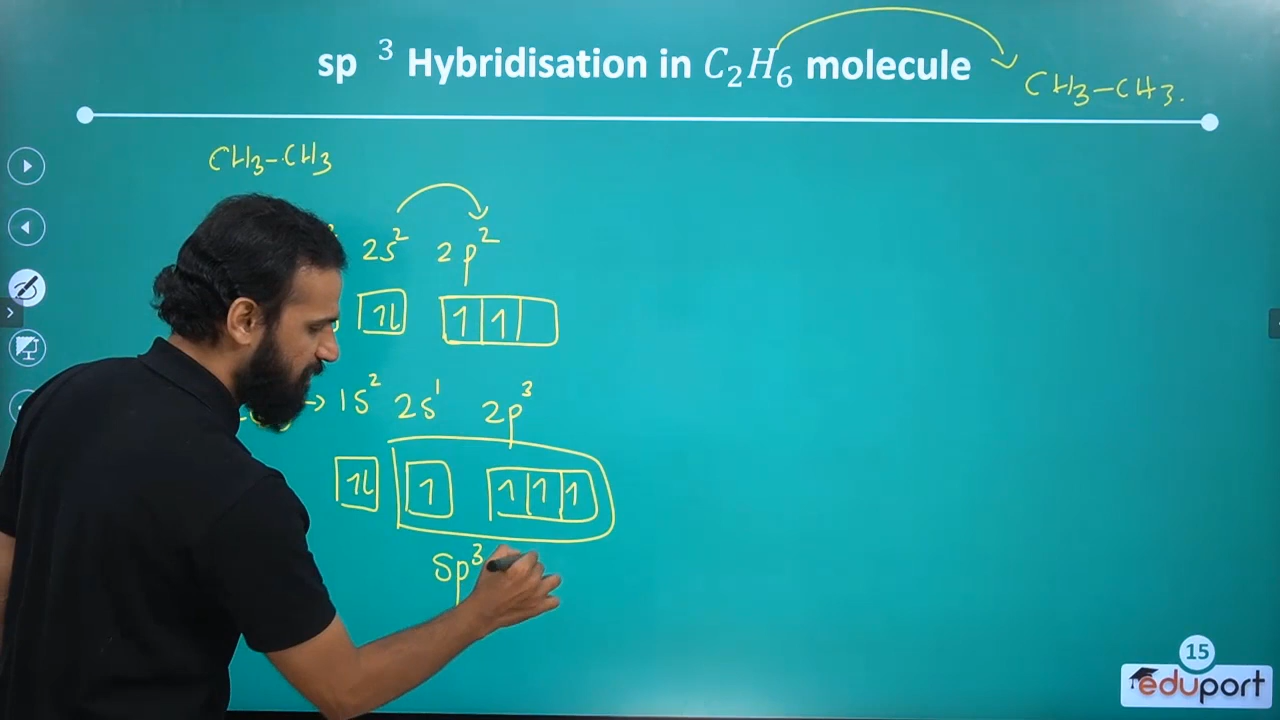 sp ³ Hybridisation in C₂H₆ molecule
CH₃–CH₃.
CH₃–CH₃
2s² 2p²
1l 1 1
→ 1s² 2s¹ 2p³
1l 1 1 1 1
sp³
15
eduport